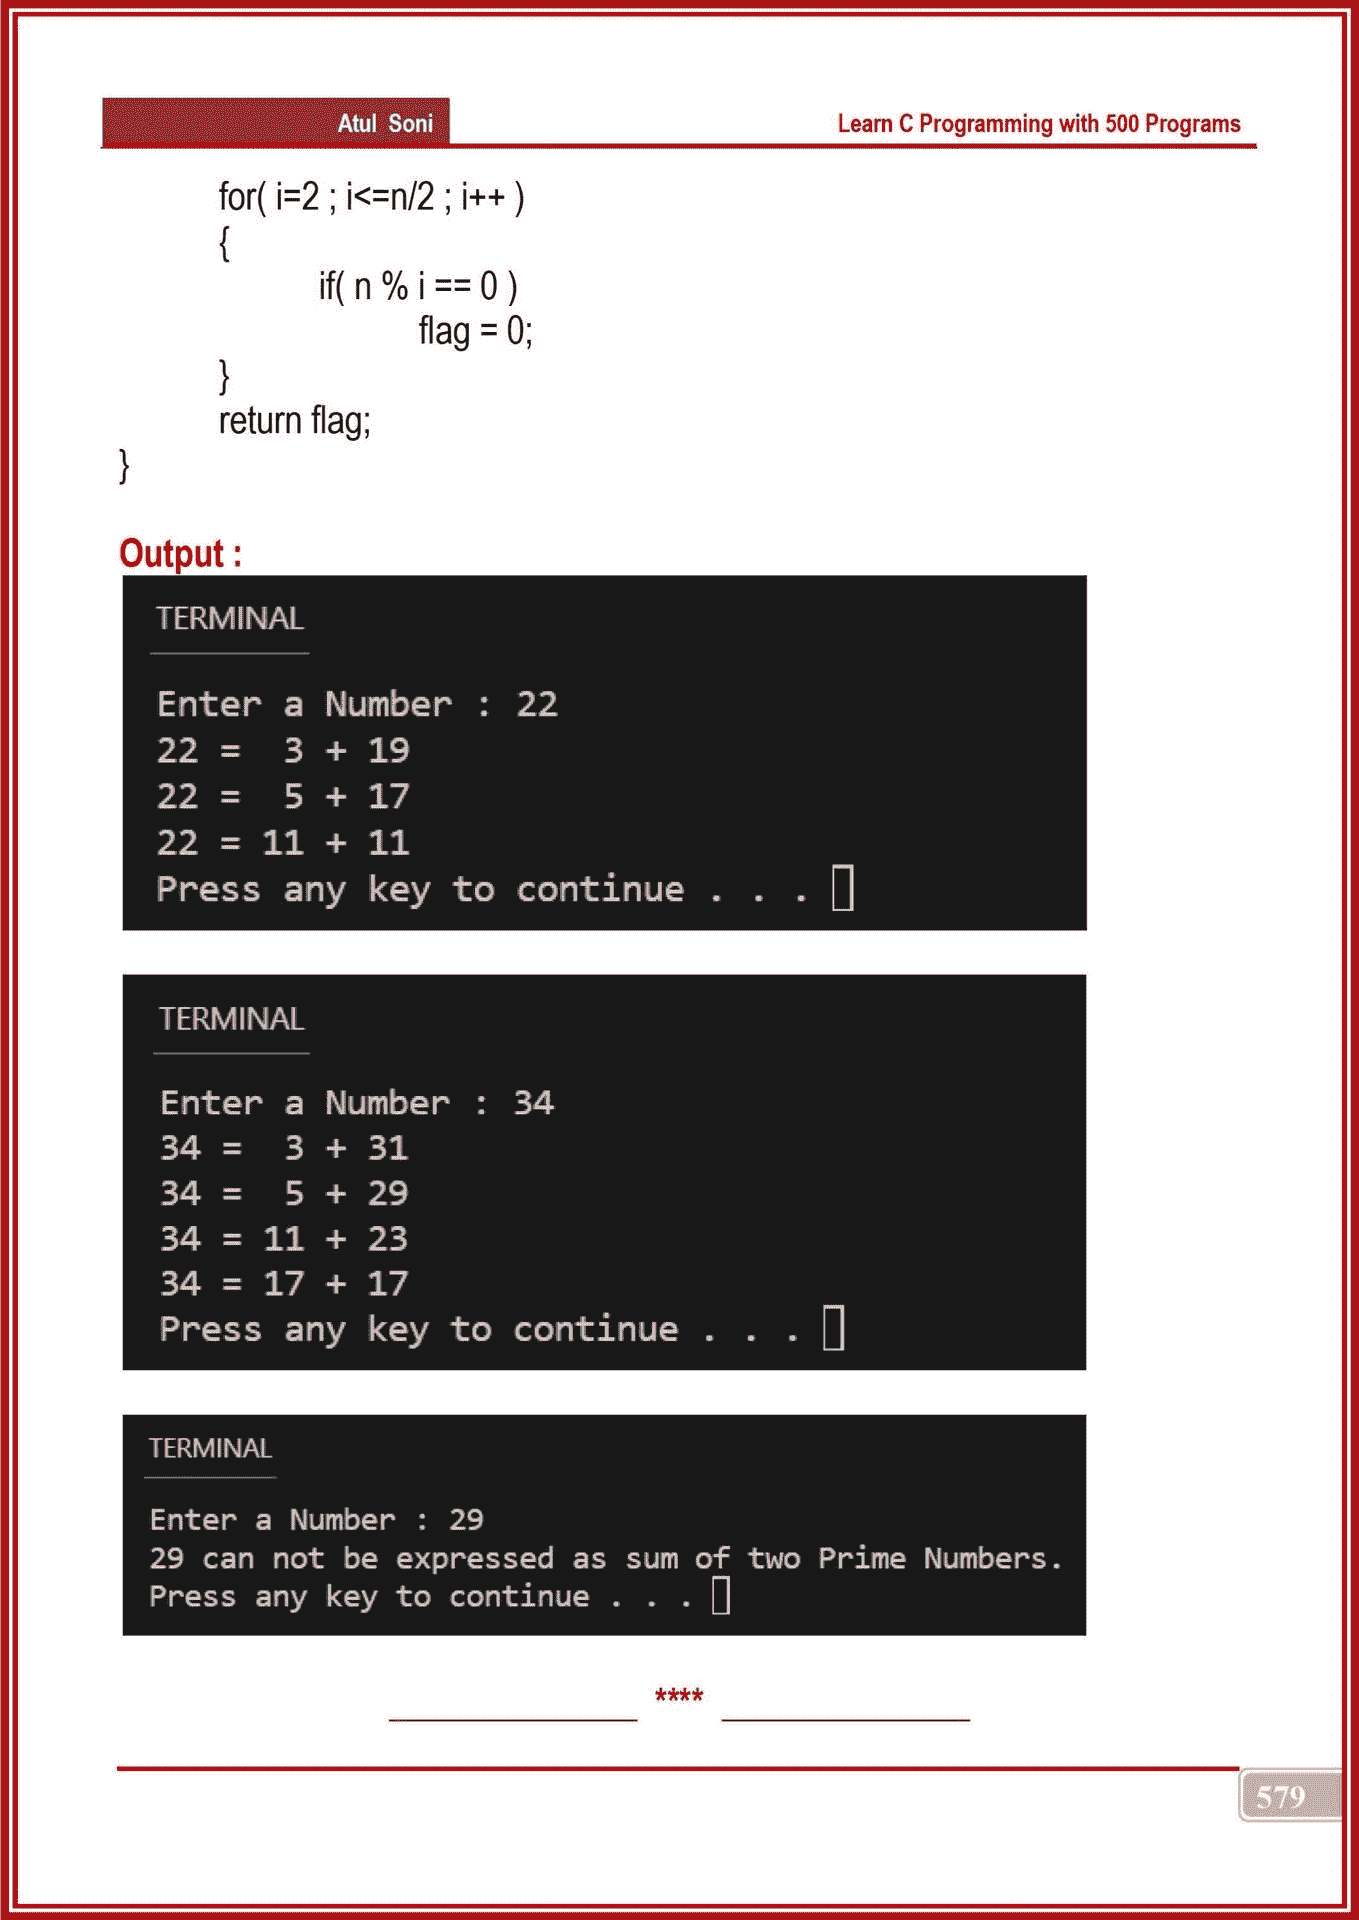 Atul Soni
Learn C Programming with 500 Programs
for( i=2 ; i<=n/2 ; i++ )
{
if( n % i == 0 )
flag = 0;
}
return flag;
}
Output :
TERMINAL
Enter a Number : 22
22 =  3 + 19
22 =  5 + 17
22 = 11 + 11
Press any key to continue . . .
TERMINAL
Enter a Number : 34
34 =  3 + 31
34 =  5 + 29
34 = 11 + 23
34 = 17 + 17
Press any key to continue . . .
TERMINAL
Enter a Number : 29
29 can not be expressed as sum of two Prime Numbers.
Press any key to continue . . .
****
579